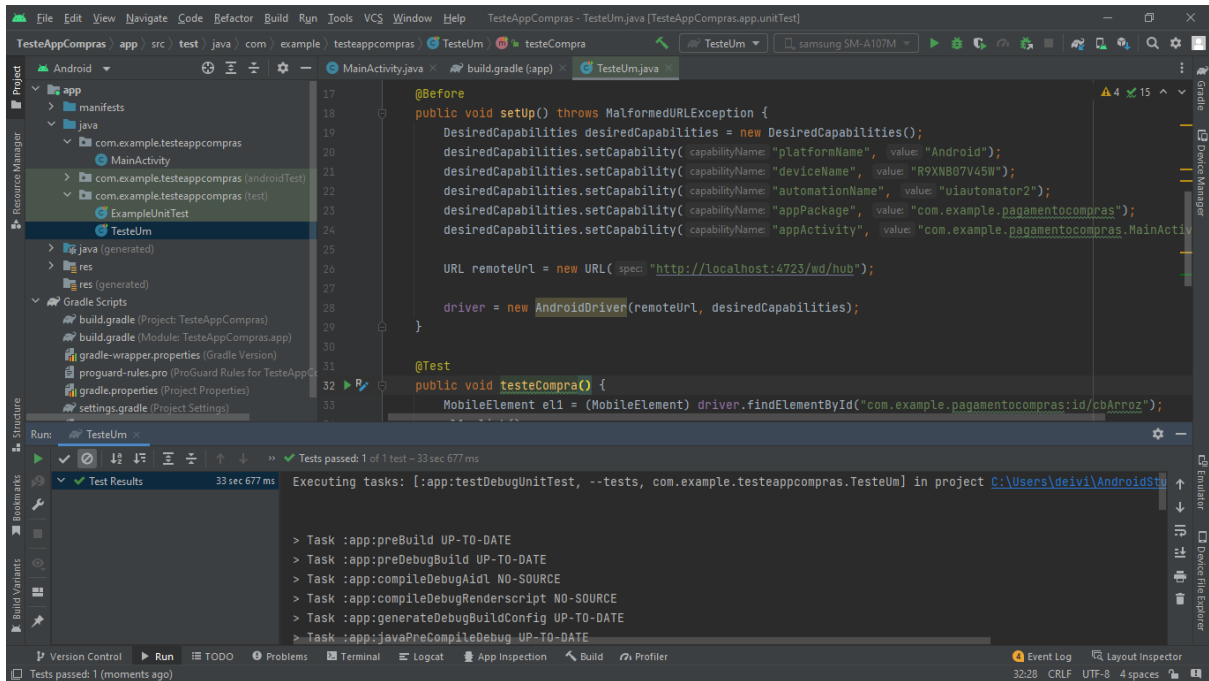 File Edit View Navigate Code Refactor Build Run Tools VCS Window Help TesteAppCompras - TesteUm.java [TesteAppCompras.app.unitTest]
TesteAppCompras app src test java com example testeappcompras TesteUm testeCompra TesteUm samsung SM-A107M
Project
Android
MainActivity.java build.gradle (:app) TesteUm.java
app
manifests
java
com.example.testeappcompras
MainActivity
com.example.testeappcompras (androidTest)
com.example.testeappcompras (test)
ExampleUnitTest
TesteUm
java (generated)
res
res (generated)
Gradle Scripts
build.gradle (Project: TesteAppCompras)
build.gradle (Module: TesteAppCompras.app)
gradle-wrapper.properties (Gradle Version)
proguard-rules.pro (ProGuard Rules for TesteAppCo
gradle.properties (Project Properties)
settings.gradle (Project Settings)
Resource Manager
Structure
Bookmarks
Build Variants
4 15
17 @Before
18 public void setUp() throws MalformedURLException {
19 DesiredCapabilities desiredCapabilities = new DesiredCapabilities();
20 desiredCapabilities.setCapability( capabilityName: "platformName", value: "Android");
21 desiredCapabilities.setCapability( capabilityName: "deviceName", value: "R9XNB07V45W");
22 desiredCapabilities.setCapability( capabilityName: "automationName", value: "uiautomator2");
23 desiredCapabilities.setCapability( capabilityName: "appPackage", value: "com.example.pagamentocompras");
24 desiredCapabilities.setCapability( capabilityName: "appActivity", value: "com.example.pagamentocompras.MainActiv
25
26 URL remoteUrl = new URL( spec: "http://localhost:4723/wd/hub");
27
28 driver = new AndroidDriver(remoteUrl, desiredCapabilities);
29 }
30
31 @Test
32 public void testeCompra() {
33 MobileElement el1 = (MobileElement) driver.findElementById("com.example.pagamentocompras:id/cbArroz");
Gradle
Device Manager
Emulator
Device File Explorer
Run: TesteUm
Tests passed: 1 of 1 test – 33 sec 677 ms
Test Results 33 sec 677 ms
Executing tasks: [:app:testDebugUnitTest, --tests, com.example.testeappcompras.TesteUm] in project C:\Users\deivi\AndroidStu
> Task :app:preBuild UP-TO-DATE
> Task :app:preDebugBuild UP-TO-DATE
> Task :app:compileDebugAidl NO-SOURCE
> Task :app:compileDebugRenderscript NO-SOURCE
> Task :app:generateDebugBuildConfig UP-TO-DATE
> Task :app:javaPreCompileDebug UP-TO-DATE
Version Control Run TODO Problems Terminal Logcat App Inspection Build Profiler 4 Event Log Layout Inspector
Tests passed: 1 (moments ago) 32:28 CRLF UTF-8 4 spaces